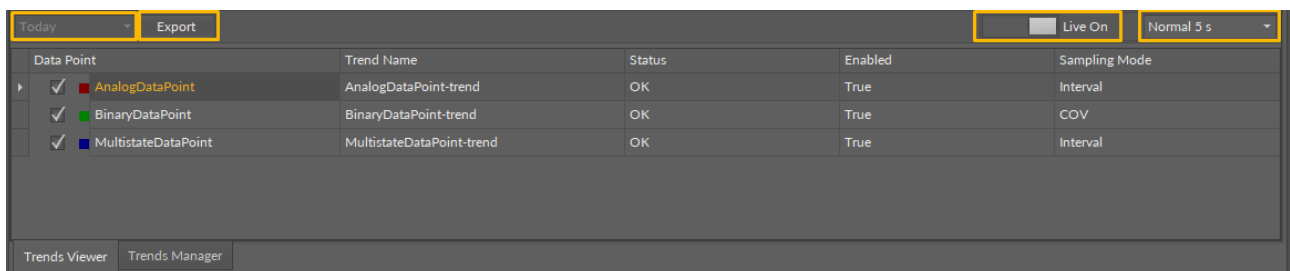 Today Export Live On Normal 5 s
Data Point Trend Name Status Enabled Sampling Mode
AnalogDataPoint AnalogDataPoint-trend OK True Interval
BinaryDataPoint BinaryDataPoint-trend OK True COV
MultistateDataPoint MultistateDataPoint-trend OK True Interval
Trends Viewer Trends Manager